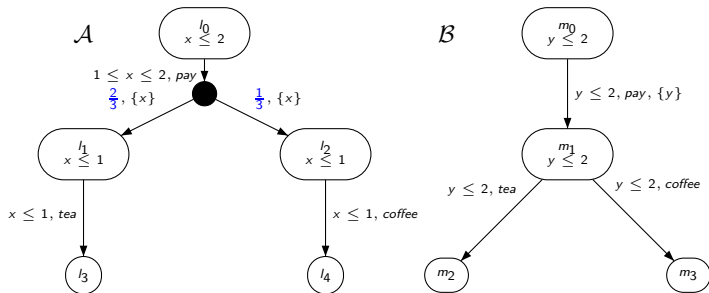 𝒜
l₀
x ≤ 2
1 ≤ x ≤ 2, pay
2/3, {x}
1/3, {x}
l₁
x ≤ 1
l₂
x ≤ 1
x ≤ 1, tea
x ≤ 1, coffee
l₃
l₄
ℬ
m₀
y ≤ 2
y ≤ 2, pay, {y}
m₁
y ≤ 2
y ≤ 2, tea
y ≤ 2, coffee
m₂
m₃